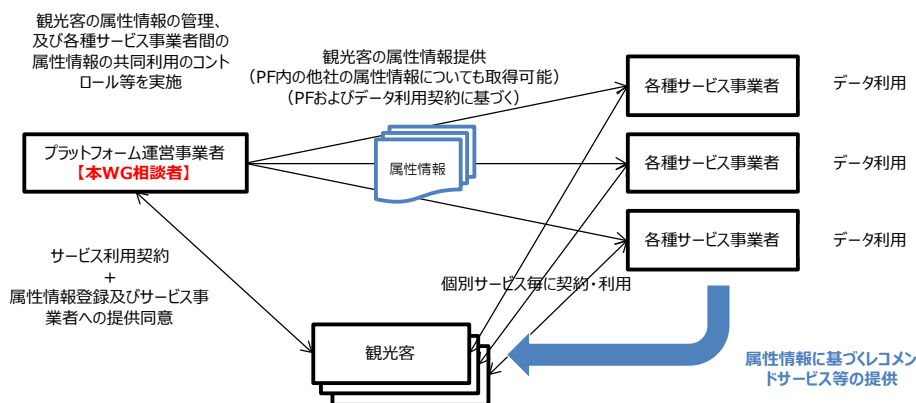 観光客の属性情報の管理、
及び各種サービス事業者間の
属性情報の共同利用のコント
ロール等を実施
観光客の属性情報提供
（PF内の他社の属性情報についても取得可能）
（PFおよびデータ利用契約に基づく）
各種サービス事業者
データ利用
プラットフォーム運営事業者
【本WG相談者】
属性情報
各種サービス事業者
データ利用
各種サービス事業者
データ利用
サービス利用契約
+
属性情報登録及びサービス事
業者への提供同意
個別サービス毎に契約・利用
観光客
属性情報に基づくレコメン
ドサービス等の提供